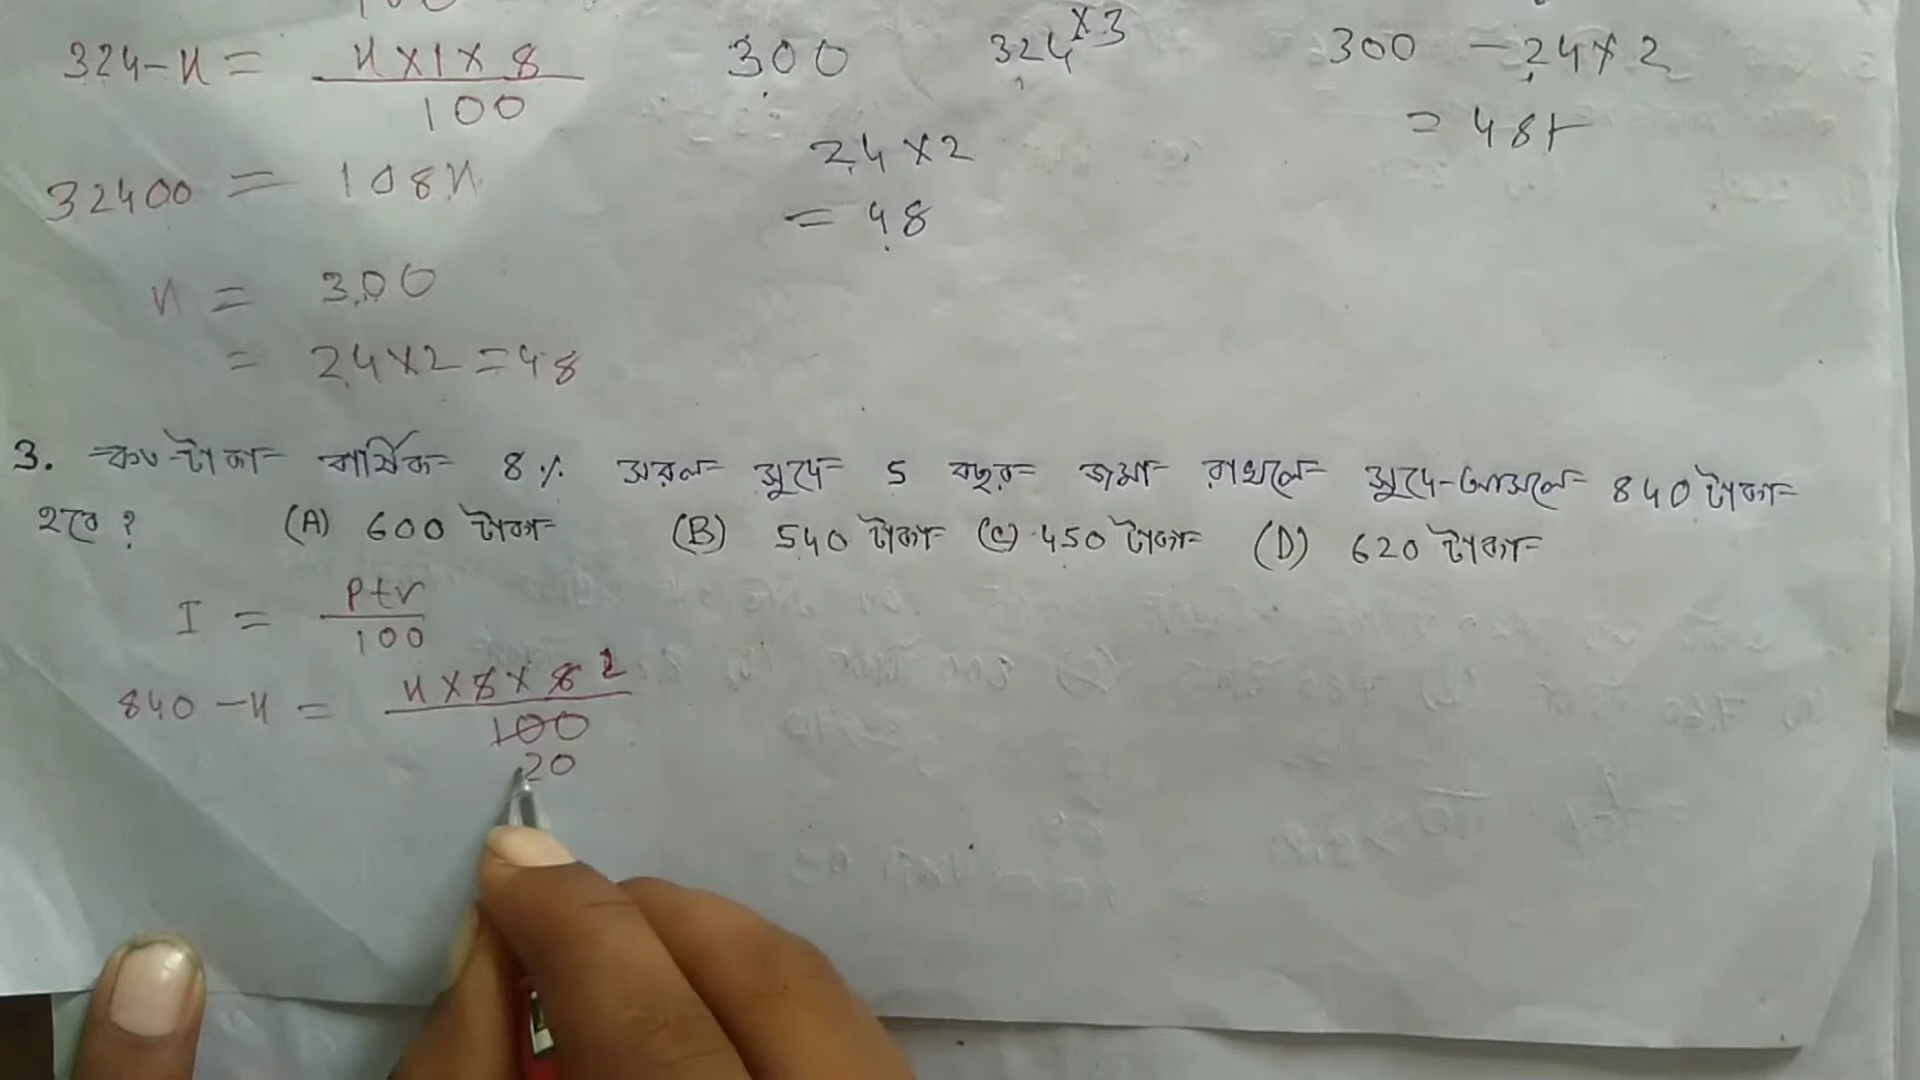 324-x = x×1×8
100
32400 = 108x
x = 300
= 24×2 = 48
300
324 ×3
24×2
= 48
300 - 24×2
= 48+
3. কত টাকা বার্ষিক 8% সরল সুদে 5 বছর জমা রাখলে সুদে-আসলে 840 টাকা
হবে? (A) 600 টাকা (B) 540 টাকা (C) 450 টাকা (D) 620 টাকা
I = Ptr
100
840 - x = x × 8 × 8 2
100
20